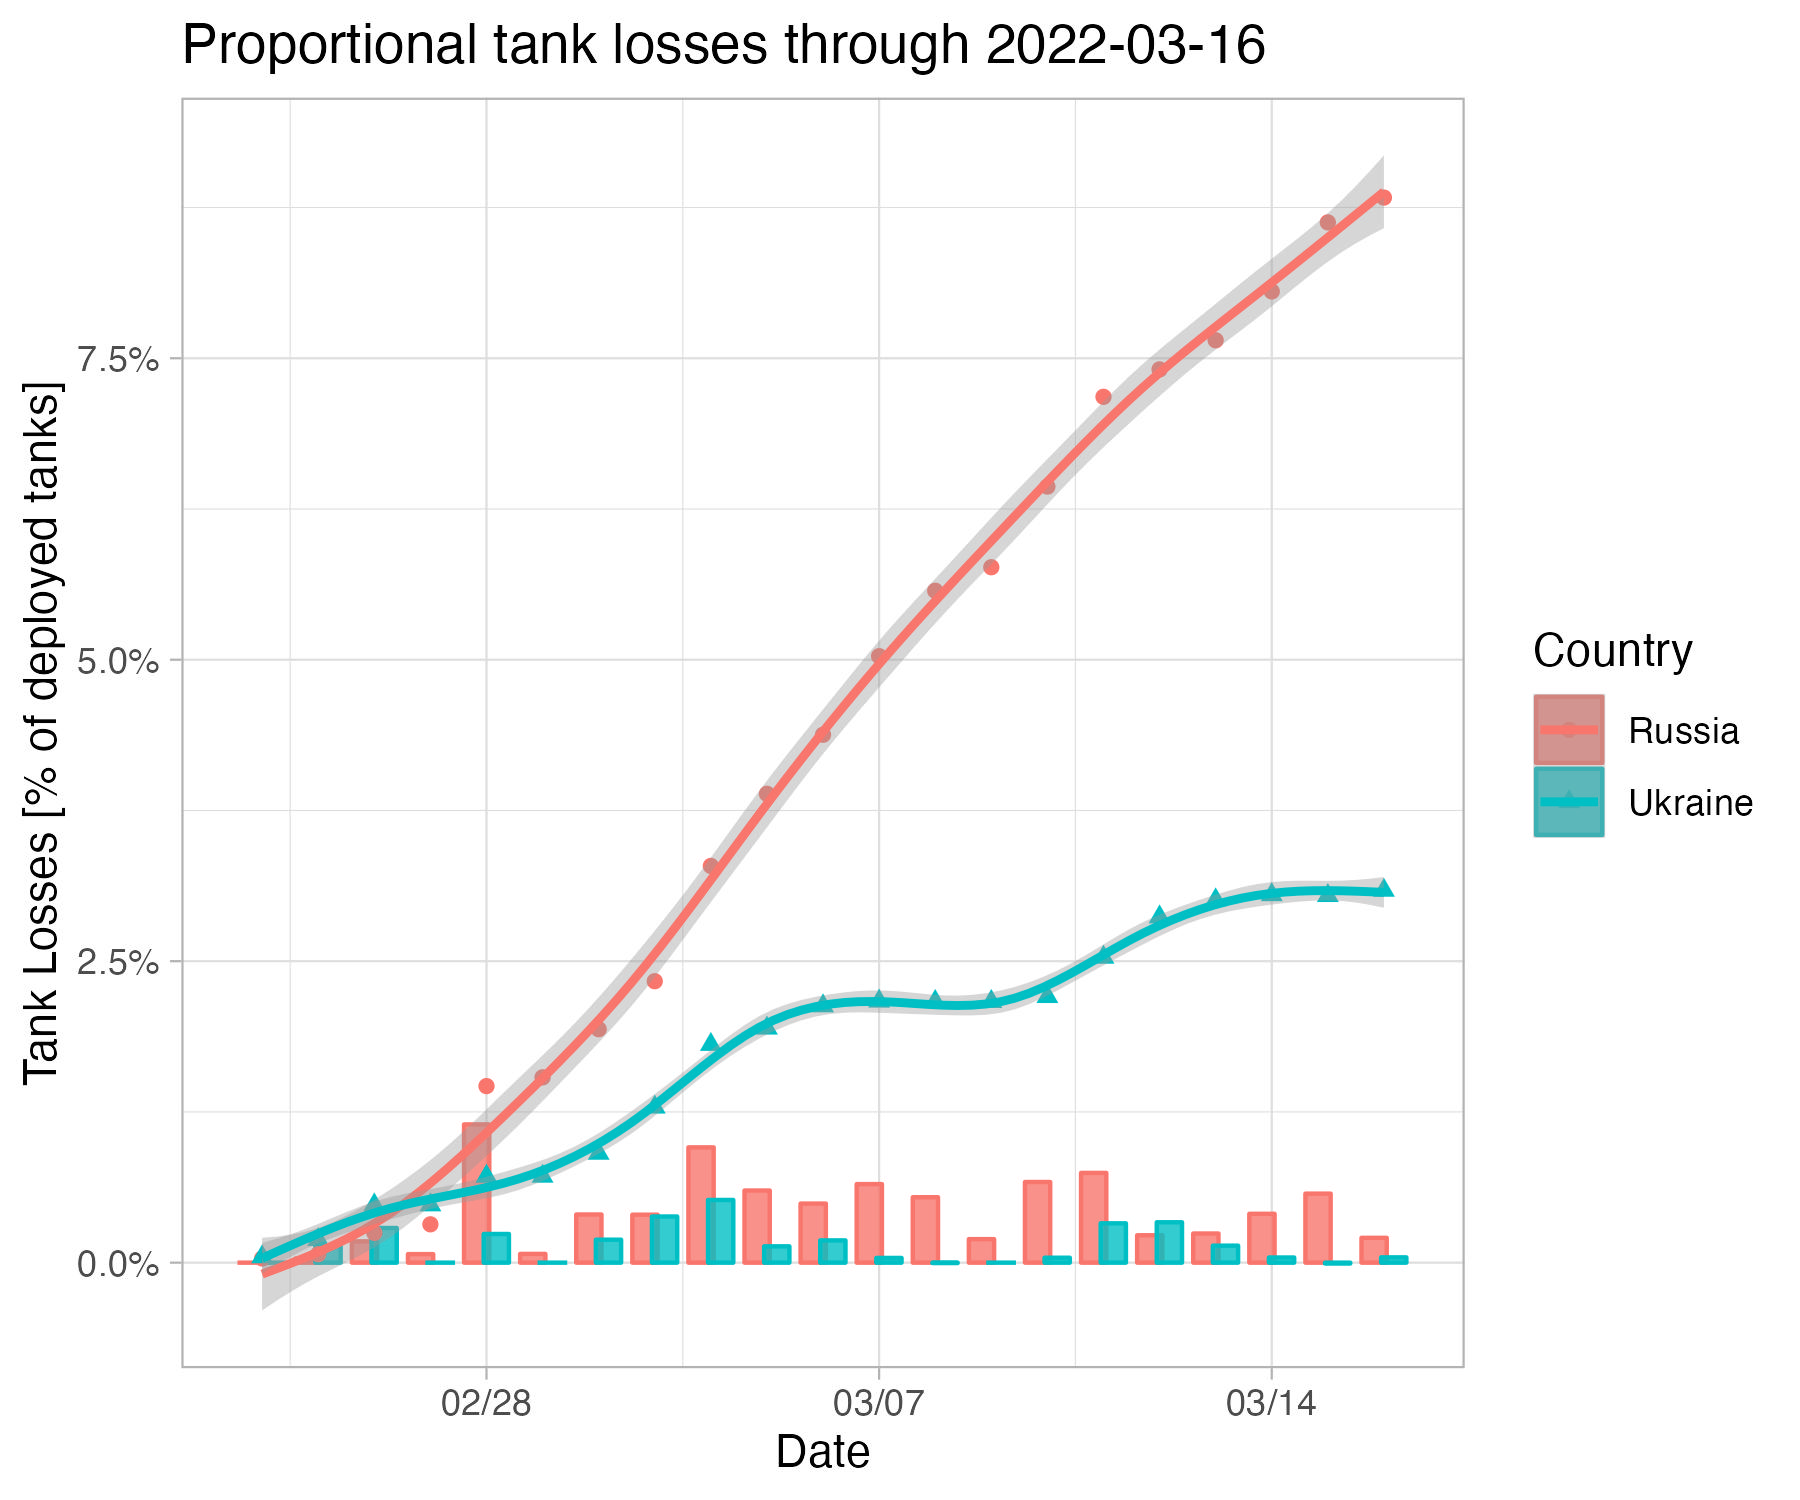 Proportional tank losses through 2022-03-16
Tank Losses [% of deployed tanks]
7.5%
5.0%
2.5%
0.0%
02/28
03/07
03/14
Date
Country
Russia
Ukraine